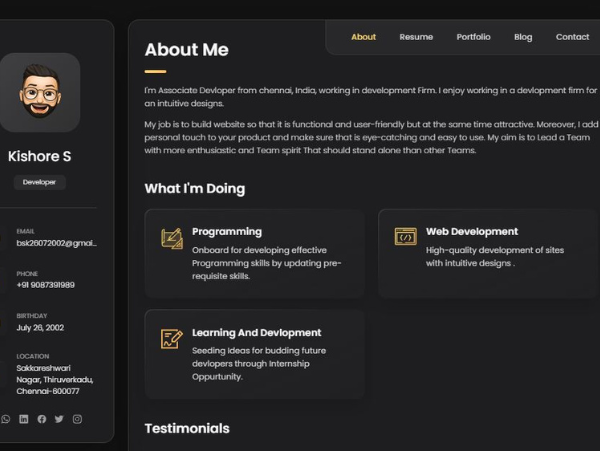 Kishore S
Developer
EMAIL
bsk26072002@gmai...
PHONE
+91 9087391989
BIRTHDAY
July 26, 2002
LOCATION
Sakkareshwari
Nagar, Thiruverkadu,
Chennai-600077
About
Resume
Portfolio
Blog
Contact
About Me
I'm Associate Devloper from chennai, India, working in development Firm. I enjoy working in a devlopment firm for
an intuitive designs.
My job is to build website so that it is functional and user-friendly but at the same time attractive. Moreover, I add
personal touch to your product and make sure that is eye-catching and easy to use. My aim is to Lead a Team
with more enthusiastic and Team spirit That should stand alone than other Teams.
What I'm Doing
Programming
Onboard for developing effective
Programming skills by updating pre-
requisite skills.
Web Development
High-quality development of sites
with intuitive designs .
Learning And Devlopment
Seeding Ideas for budding future
devlopers through Internship
Oppurtunity.
Testimonials